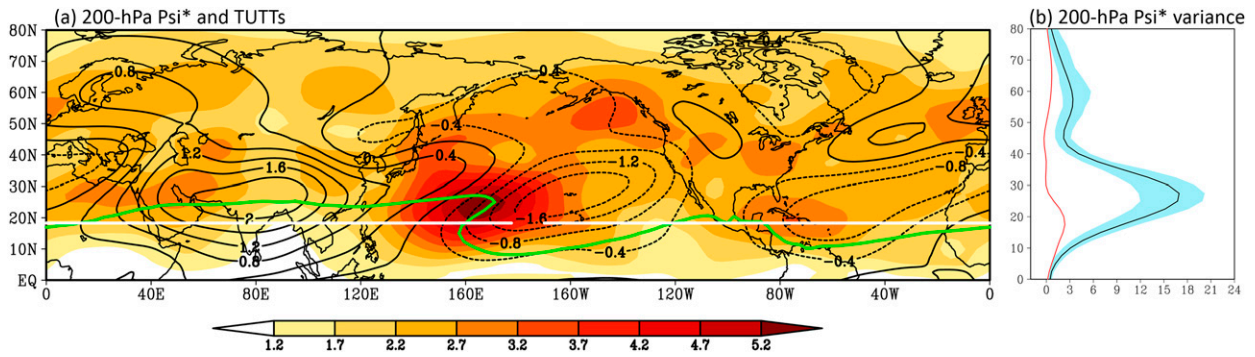 (a) 200-hPa Psi* and TUTTs
(b) 200-hPa Psi* variance
80N
70N
60N
50N
40N
30N
20N
10N
EQ
0 40E 80E 120E 160E 160W 120W 80W 40W 0
0.8
1.2
1.6
2
1.2
0.8
0
0.4
0.4
-0.4
-1.2
-1.6
-0.8
-0.4
-0.4
-0.4
-0.8
-0.4
1.2 1.7 2.2 2.7 3.2 3.7 4.2 4.7 5.2
80
70
60
50
40
30
20
10
0
0 3 6 9 12 15 18 21 24